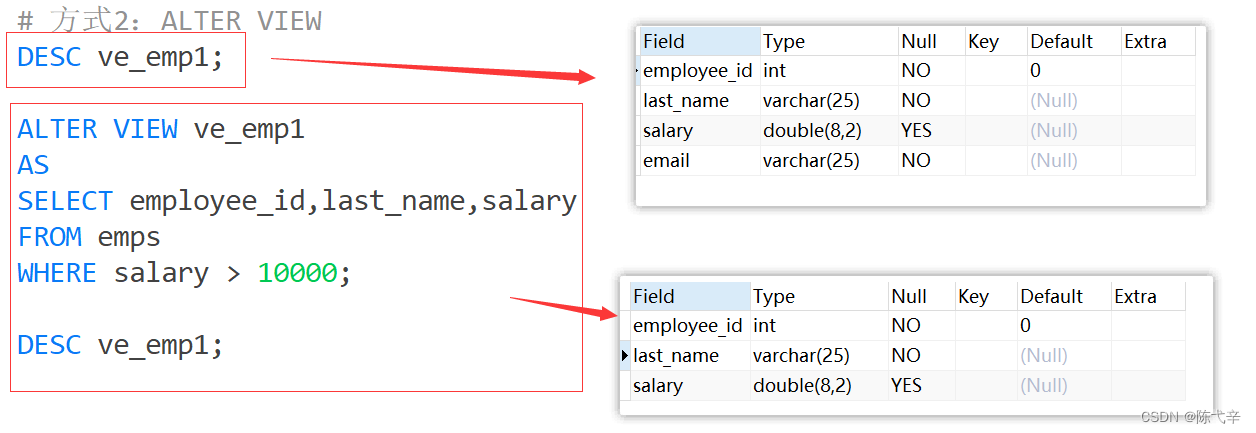 # 方式2：ALTER VIEW
DESC ve_emp1;
ALTER VIEW ve_emp1
AS
SELECT employee_id,last_name,salary
FROM emps
WHERE salary > 10000;
DESC ve_emp1;
Field Type Null Key Default Extra
employee_id int NO 0
last_name varchar(25) NO (Null)
salary double(8,2) YES (Null)
email varchar(25) NO (Null)
Field Type Null Key Default Extra
employee_id int NO 0
last_name varchar(25) NO (Null)
salary double(8,2) YES (Null)
CSDN @陈弋辛